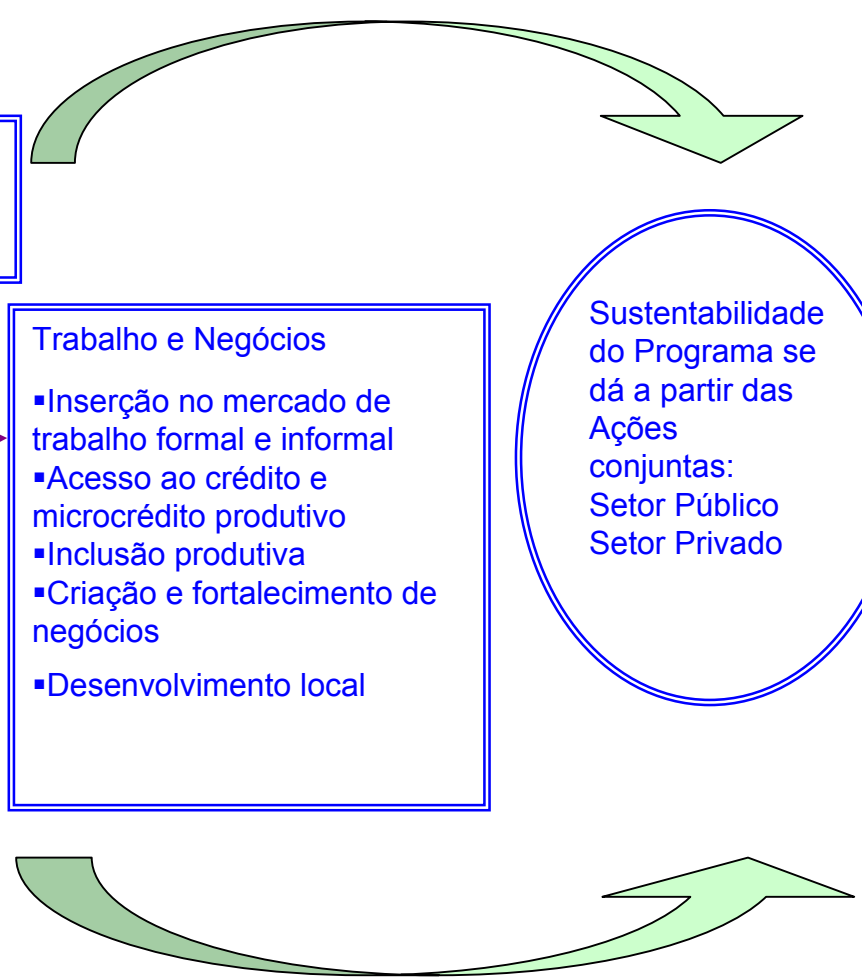 Trabalho e Negócios
▪Inserção no mercado de
trabalho formal e informal
▪Acesso ao crédito e
microcrédito produtivo
▪Inclusão produtiva
▪Criação e fortalecimento de
negócios
▪Desenvolvimento local
Sustentabilidade
do Programa se
dá a partir das
Ações
conjuntas:
Setor Público
Setor Privado